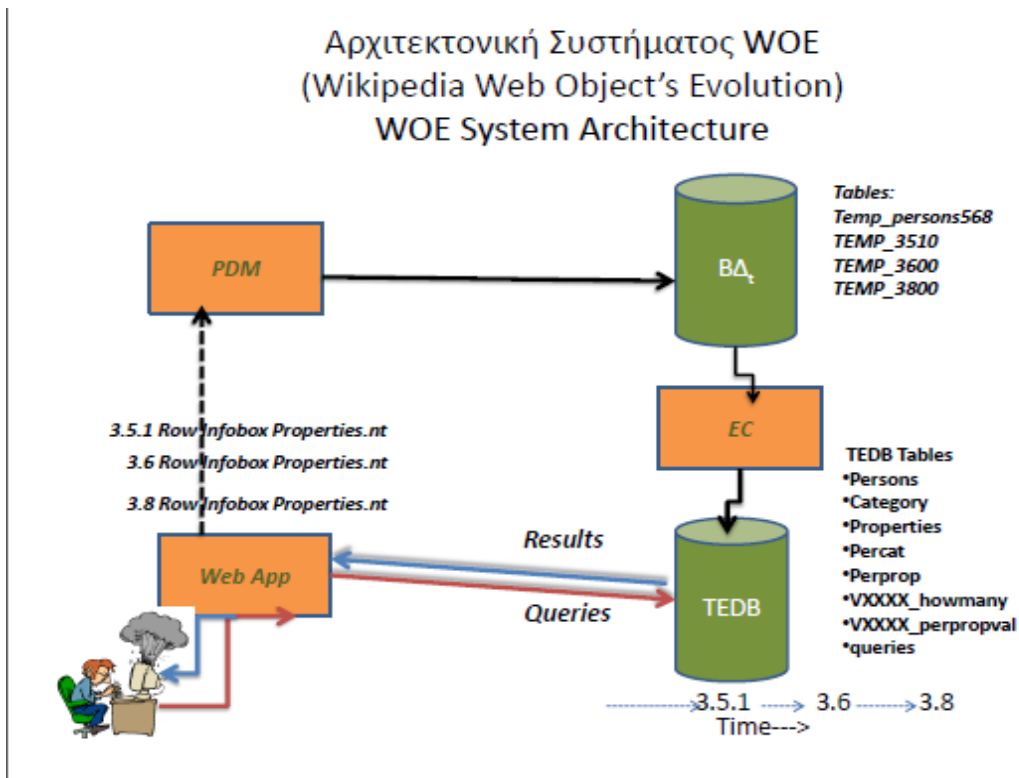 Αρχιτεκτονική Συστήματος WOE
(Wikipedia Web Object's Evolution)
WOE System Architecture
PDM
ΒΔt
Tables:
Temp_persons568
TEMP_3510
TEMP_3600
TEMP_3800
3.5.1 Row Infobox Properties.nt
3.6 Row Infobox Properties.nt
3.8 Row Infobox Properties.nt
EC
TEDB Tables
•Persons
•Category
•Properties
•Percat
•Perprop
•VXXXX_howmany
•VXXXX_perpropval
•queries
Web App
Results
Queries
TEDB
3.5.1 3.6 3.8
Time--->